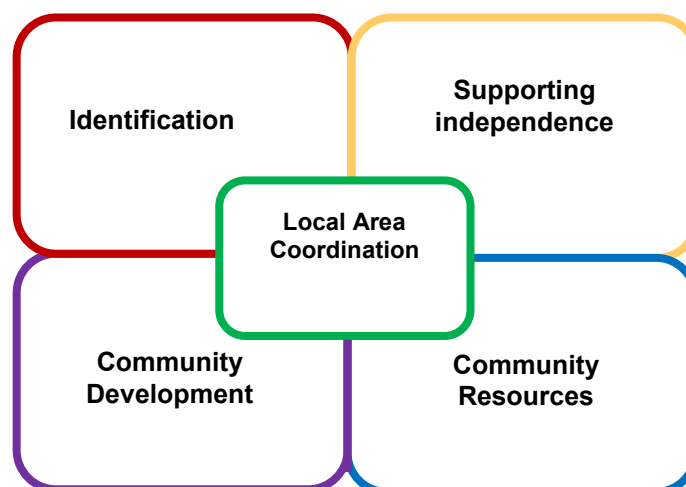 Identification
Supporting
independence
Local Area
Coordination
Community
Development
Community
Resources